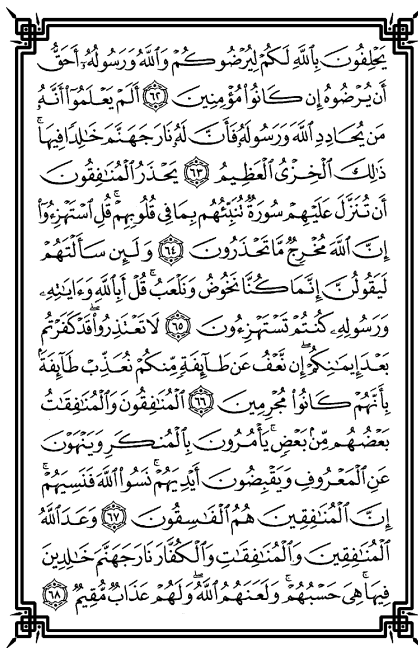 يَحْلِفُونَ بِٱللَّهِ لَكُمْ لِيُرْضُوكُمْ وَٱللَّهُ وَرَسُولُهُۥٓ أَحَقُّ
أَن يُرْضُوهُ إِن كَانُوا۟ مُؤْمِنِينَ ٦٢ أَلَمْ يَعْلَمُوٓا۟ أَنَّهُۥ
مَن يُحَادِدِ ٱللَّهَ وَرَسُولَهُۥ فَأَنَّ لَهُۥ نَارَ جَهَنَّمَ خَٰلِدًا فِيهَا ۚ
ذَٰلِكَ ٱلْخِزْىُ ٱلْعَظِيمُ ٦٣ يَحْذَرُ ٱلْمُنَٰفِقُونَ
أَن تُنَزَّلَ عَلَيْهِمْ سُورَةٌ تُنَبِّئُهُم بِمَا فِى قُلُوبِهِمْ ۚ قُلِ ٱسْتَهْزِءُوٓا۟
إِنَّ ٱللَّهَ مُخْرِجٌ مَّا تَحْذَرُونَ ٦٤ وَلَئِن سَأَلْتَهُمْ
لَيَقُولُنَّ إِنَّمَا كُنَّا نَخُوضُ وَنَلْعَبُ ۚ قُلْ أَبِٱللَّهِ وَءَايَٰتِهِۦ
وَرَسُولِهِۦ كُنتُمْ تَسْتَهْزِءُونَ ٦٥ لَا تَعْتَذِرُوا۟ قَدْ كَفَرْتُم
بَعْدَ إِيمَٰنِكُمْ ۚ إِن نَّعْفُ عَن طَآئِفَةٍ مِّنكُمْ نُعَذِّبْ طَآئِفَةًۢ
بِأَنَّهُمْ كَانُوا۟ مُجْرِمِينَ ٦٦ ٱلْمُنَٰفِقُونَ وَٱلْمُنَٰفِقَٰتُ
بَعْضُهُم مِّنۢ بَعْضٍ ۚ يَأْمُرُونَ بِٱلْمُنكَرِ وَيَنْهَوْنَ
عَنِ ٱلْمَعْرُوفِ وَيَقْبِضُونَ أَيْدِيَهُمْ ۚ نَسُوا۟ ٱللَّهَ فَنَسِيَهُمْ ۗ
إِنَّ ٱلْمُنَٰفِقِينَ هُمُ ٱلْفَٰسِقُونَ ٦٧ وَعَدَ ٱللَّهُ
ٱلْمُنَٰفِقِينَ وَٱلْمُنَٰفِقَٰتِ وَٱلْكُفَّارَ نَارَ جَهَنَّمَ خَٰلِدِينَ
فِيهَا ۚ هِىَ حَسْبُهُمْ ۚ وَلَعَنَهُمُ ٱللَّهُ ۖ وَلَهُمْ عَذَابٌ مُّقِيمٌ ٦٨